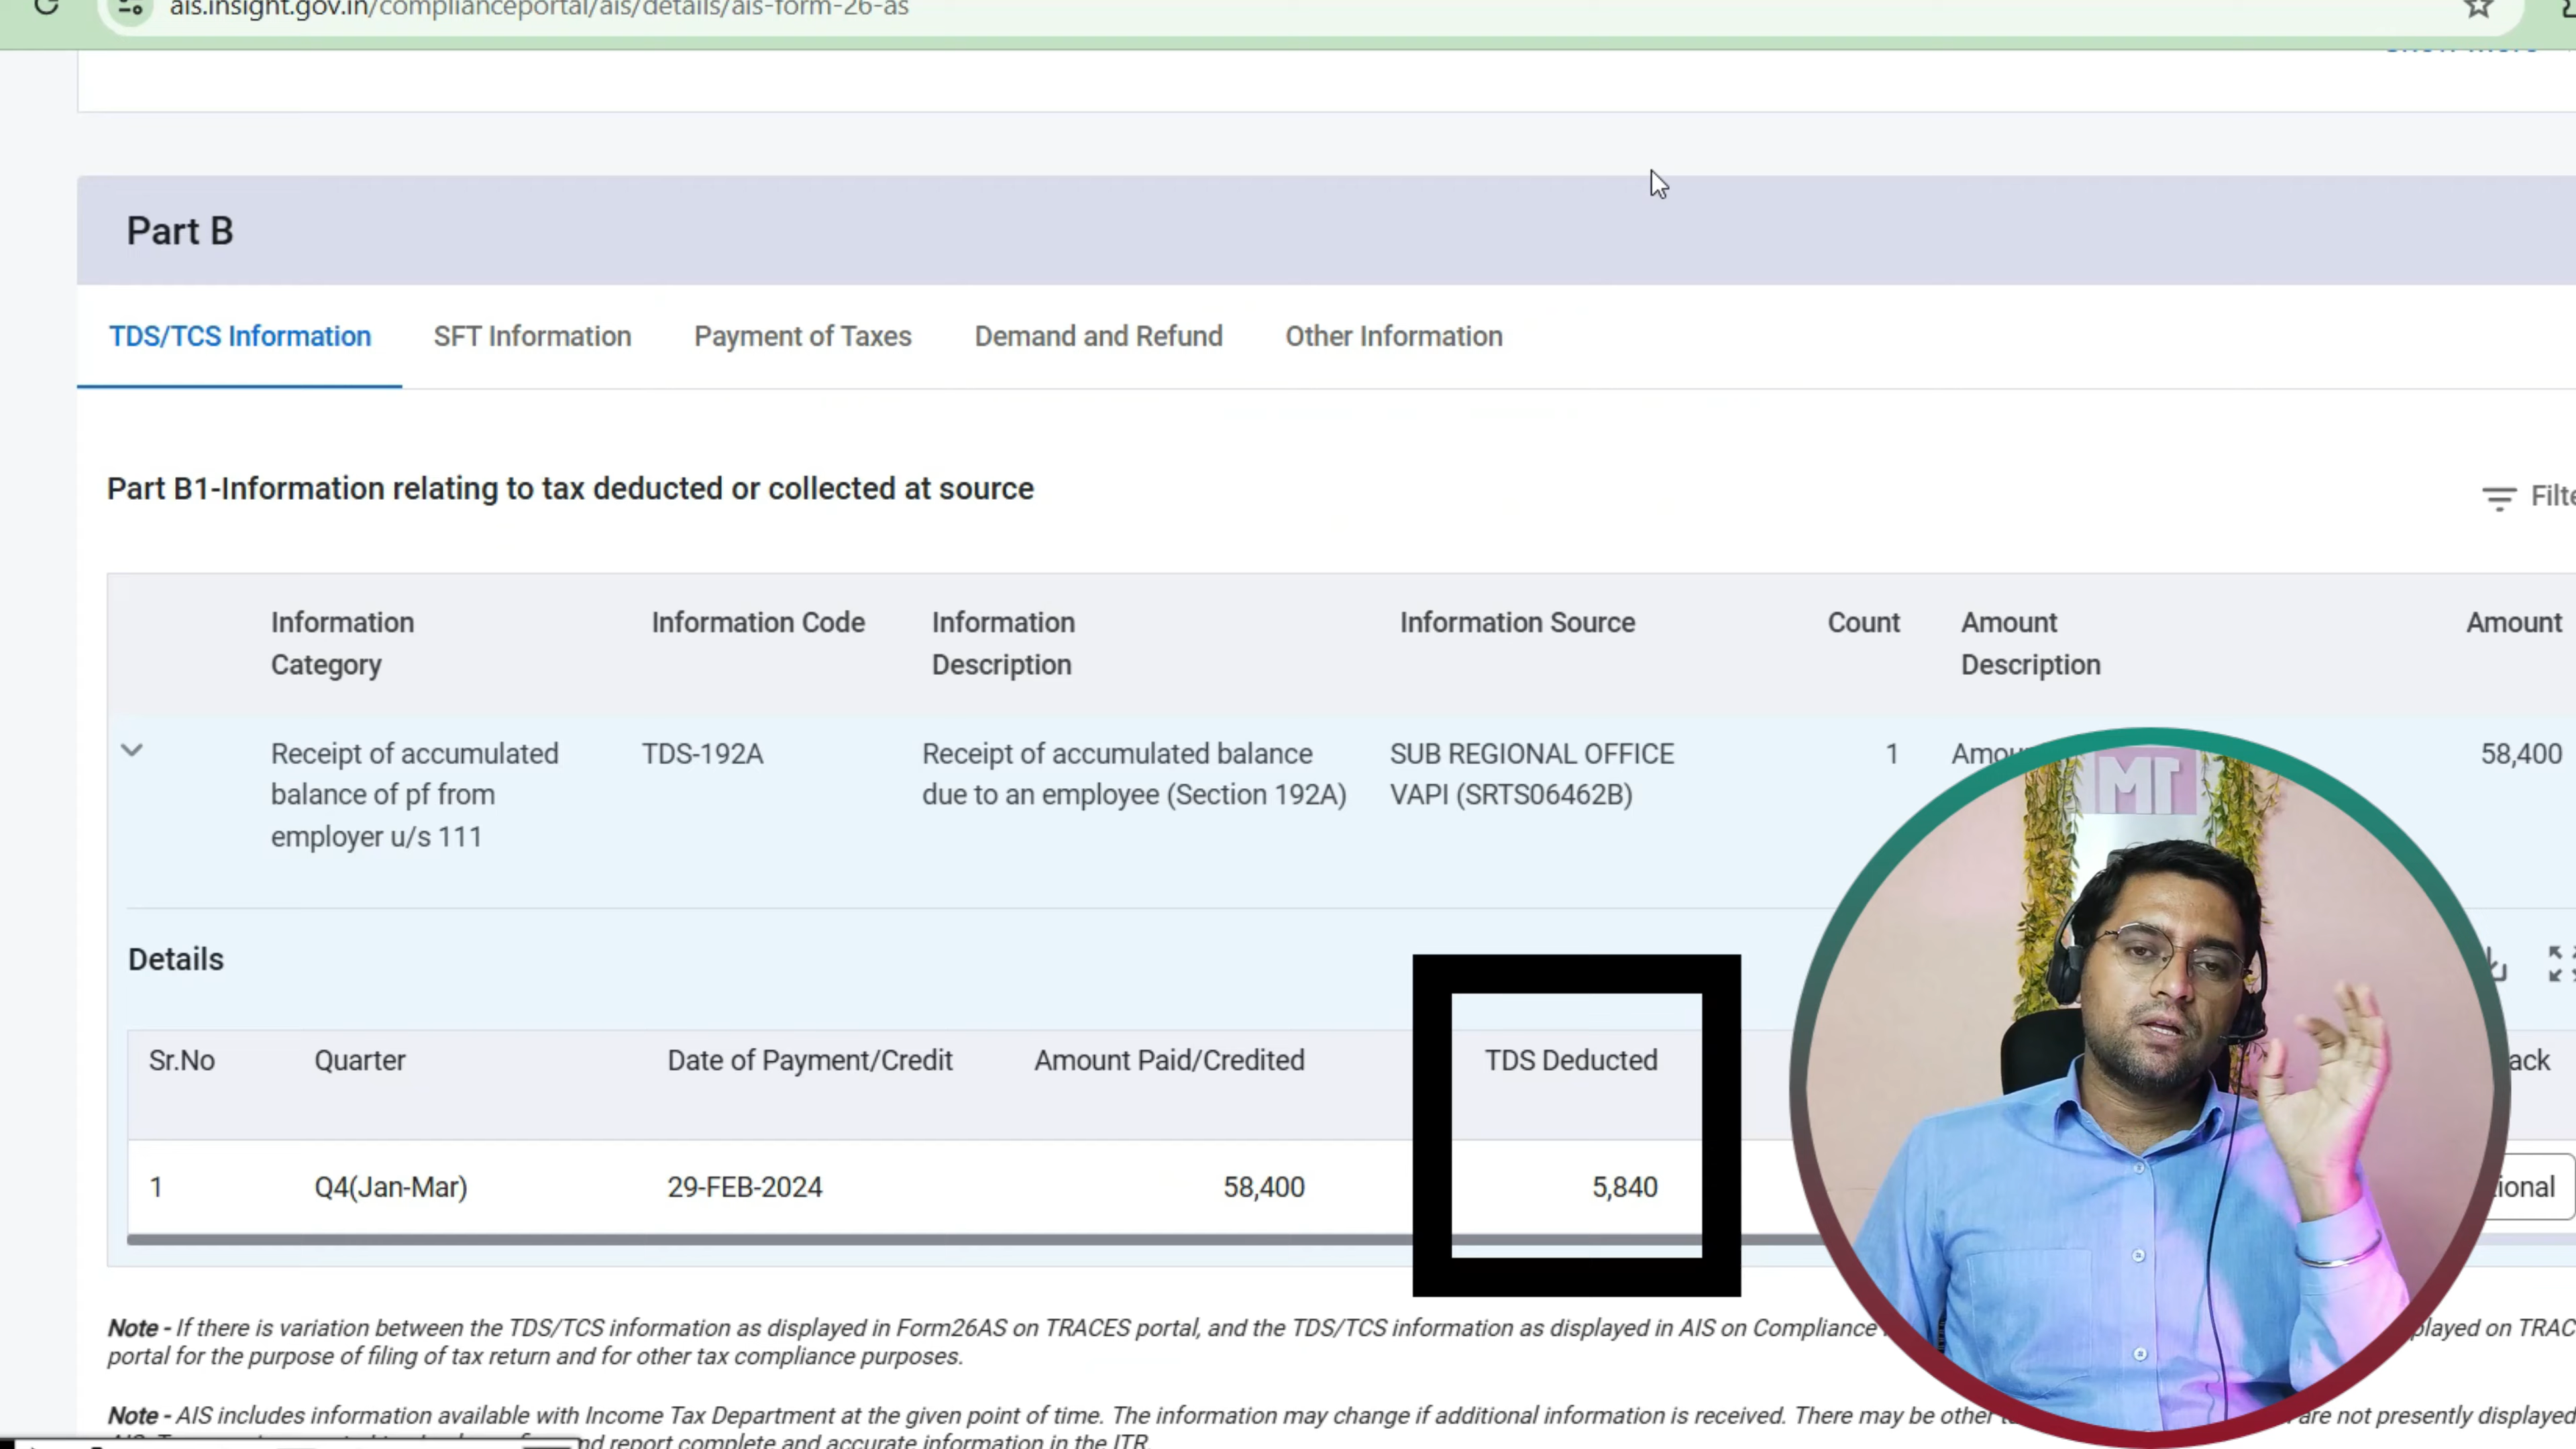 ais.insight.gov.in/complianceportal/ais/details/ais-form-26-as
Part B
TDS/TCS Information
SFT Information
Payment of Taxes
Demand and Refund
Other Information
Part B1-Information relating to tax deducted or collected at source
Information Category
Information Code
Information Description
Information Source
Count
Amount Description
Amount
Receipt of accumulated
balance of pf from
employer u/s 111
TDS-192A
Receipt of accumulated balance
due to an employee (Section 192A)
SUB REGIONAL OFFICE
VAPI (SRTS06462B)
1
58,400
Details
Sr.No
Quarter
Date of Payment/Credit
Amount Paid/Credited
TDS Deducted
1
Q4(Jan-Mar)
29-FEB-2024
58,400
5,840
Note - If there is variation between the TDS/TCS information as displayed in Form26AS on TRACES portal, and the TDS/TCS information as displayed in AIS on Compliance
portal for the purpose of filing of tax return and for other tax compliance purposes.
Note - AIS includes information available with Income Tax Department at the given point of time. The information may change if additional information is received. There may be other are not presently displayed
report complete and accurate information in the ITR.